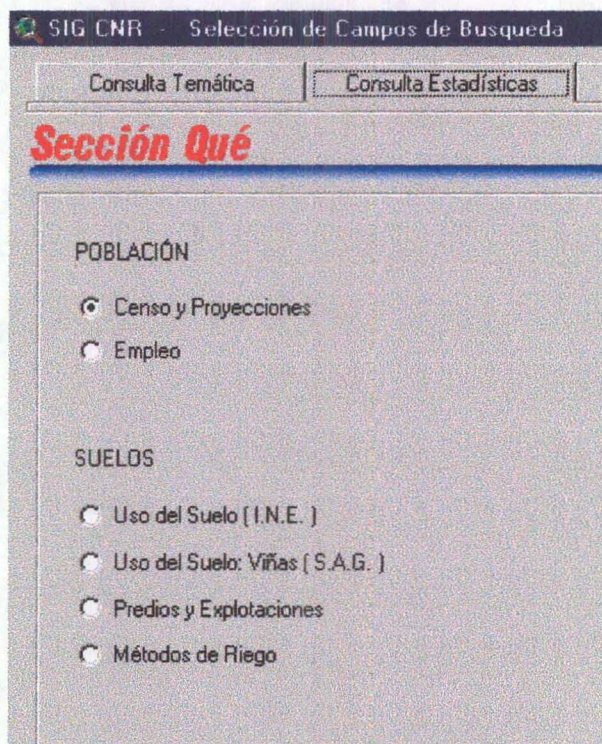 SIG CNR - Selección de Campos de Busqueda
Consulta Temática Consulta Estadísticas
Sección Qué
POBLACIÓN
Censo y Proyecciones
Empleo
SUELOS
Uso del Suelo ( I.N.E. )
Uso del Suelo: Viñas ( S.A.G. )
Predios y Explotaciones
Métodos de Riego